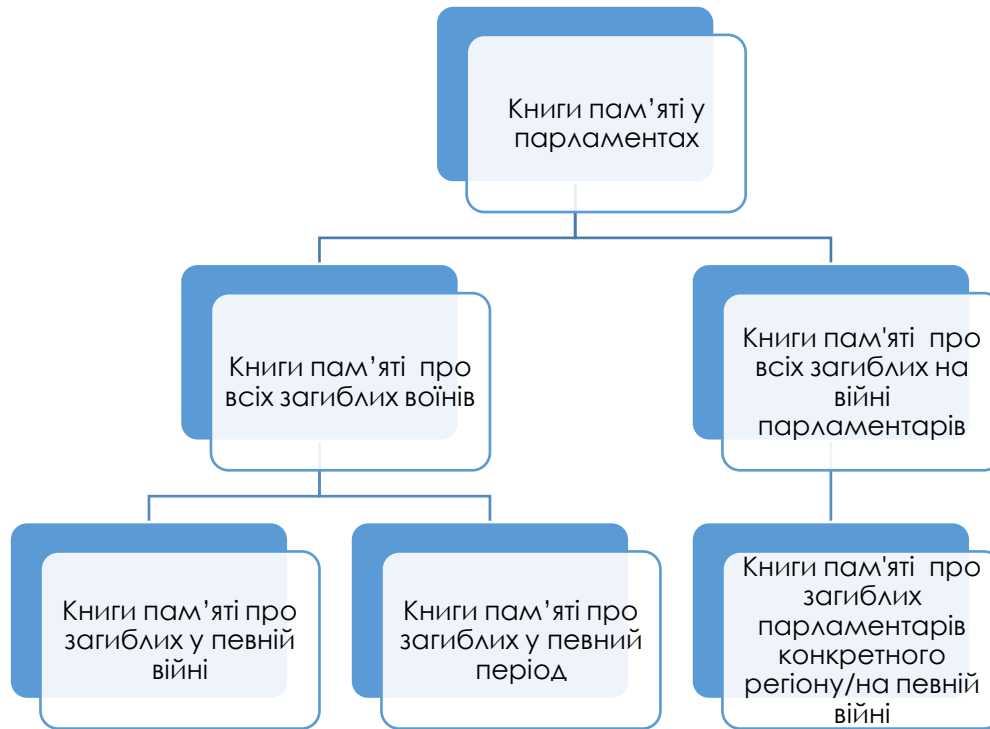 Книги пам’яті у
парламентах
Книги пам’яті про
всіх загиблих воїнів
Книги пам'яті про
всіх загиблих на
війні
парламентарів
Книги пам’яті про
загиблих у певній
війні
Книги пам’яті про
загиблих у певний
період
Книги пам'яті про
загиблих
парламентарів
конкретного
регіону/на певній
війні